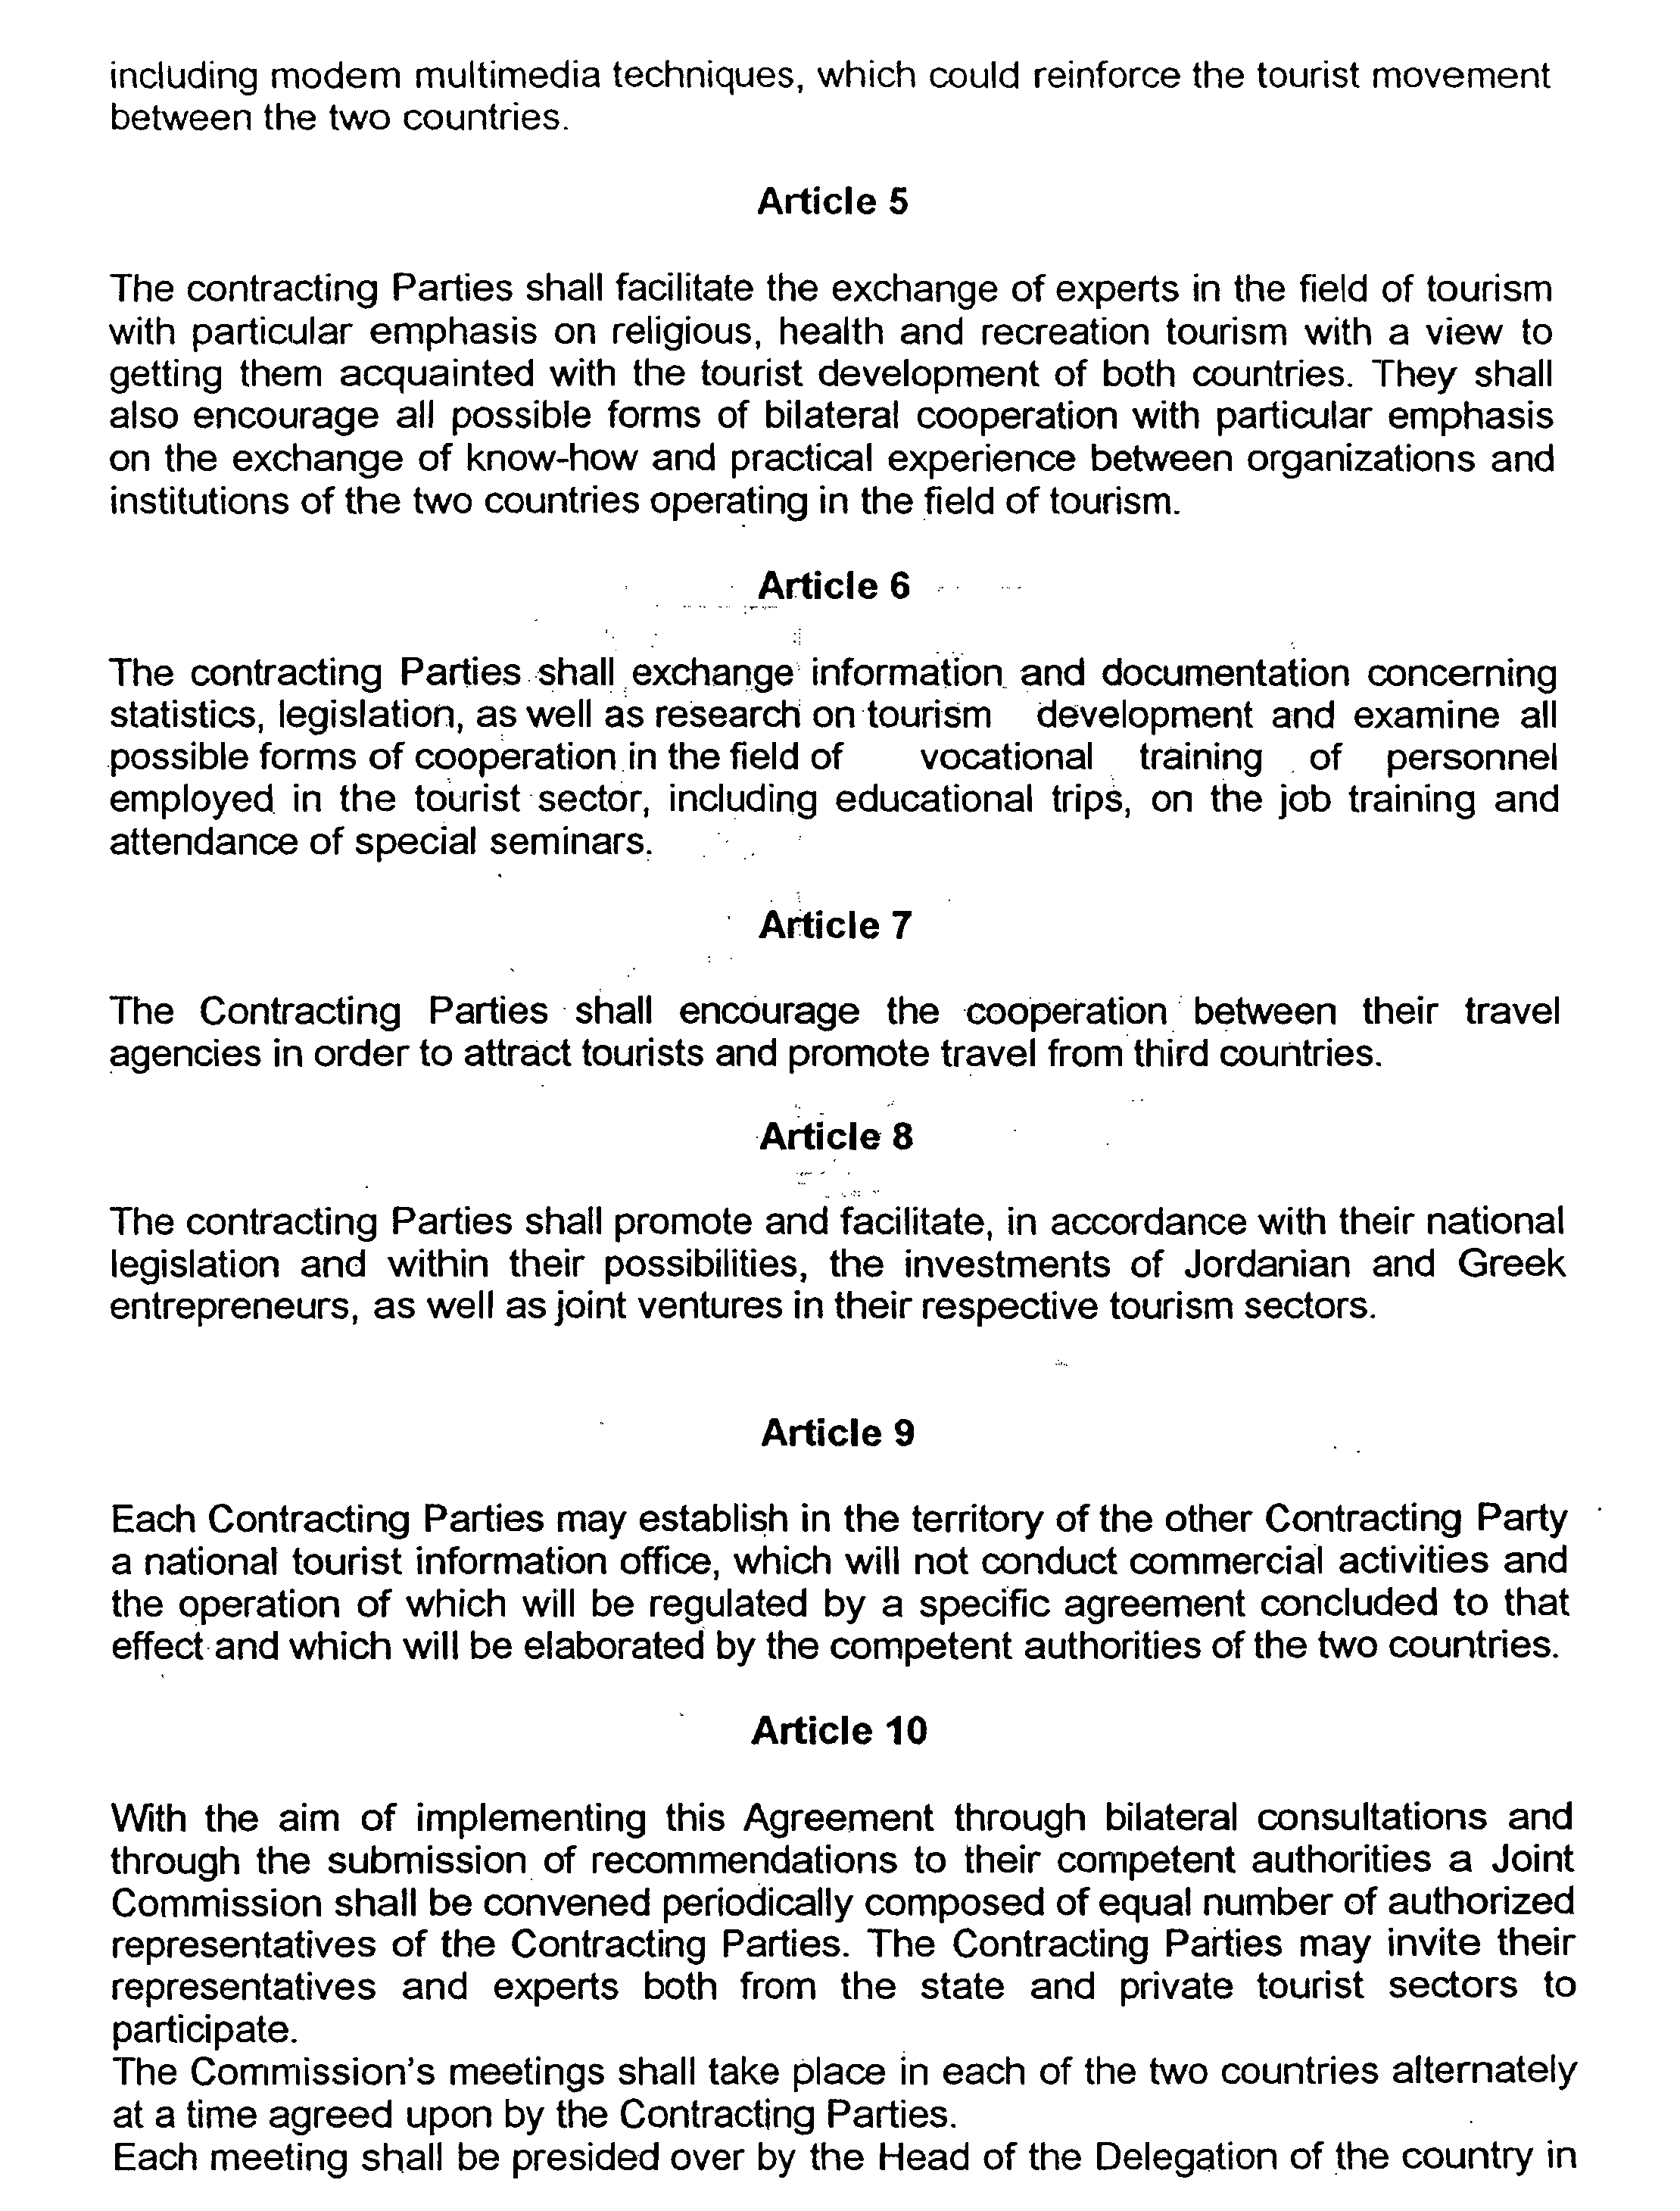 including modem multimedia techniques, which could reinforce the tourist movement
between the two countries.
Article 5
The contracting Parties shall facilitate the exchange of experts in the field of tourism
with particular emphasis on religious, health and recreation tourism with a view to
getting them acquainted with the tourist development of both countries. They shall
also encourage all possible forms of bilateral cooperation with particular emphasis
on the exchange of know-how and practical experience between organizations and
institutions of the two countries operating in the field of tourism.
Article 6
The contracting Parties shall exchange information and documentation concerning
statistics, legislation, as well as research on tourism development and examine all
possible forms of cooperation in the field of vocational training of personnel
employed in the tourist sector, including educational trips, on the job training and
attendance of special seminars.
Article 7
The Contracting Parties shall encourage the cooperation between their travel
agencies in order to attract tourists and promote travel from third countries.
Article 8
The contracting Parties shall promote and facilitate, in accordance with their national
legislation and within their possibilities, the investments of Jordanian and Greek
entrepreneurs, as well as joint ventures in their respective tourism sectors.
Article 9
Each Contracting Parties may establish in the territory of the other Contracting Party
a national tourist information office, which will not conduct commercial activities and
the operation of which will be regulated by a specific agreement concluded to that
effect and which will be elaborated by the competent authorities of the two countries.
Article 10
With the aim of implementing this Agreement through bilateral consultations and
through the submission of recommendations to their competent authorities a Joint
Commission shall be convened periodically composed of equal number of authorized
representatives of the Contracting Parties. The Contracting Parties may invite their
representatives and experts both from the state and private tourist sectors to
participate.
The Commission's meetings shall take place in each of the two countries alternately
at a time agreed upon by the Contracting Parties.
Each meeting shall be presided over by the Head of the Delegation of the country in